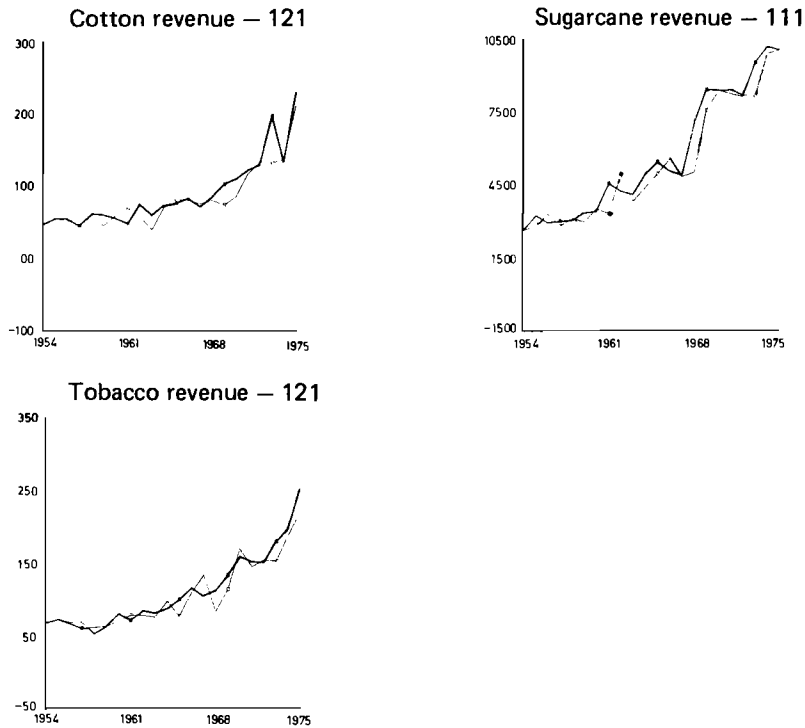 Cotton revenue — 121
300
200
100
00
-100
1954 1961 1968 1975
Sugarcane revenue — 111
10500
7500
4500
1500
-1500
1954 1961 1968 1975
Tobacco revenue — 121
350
250
150
50
-50
1954 1961 1968 1975